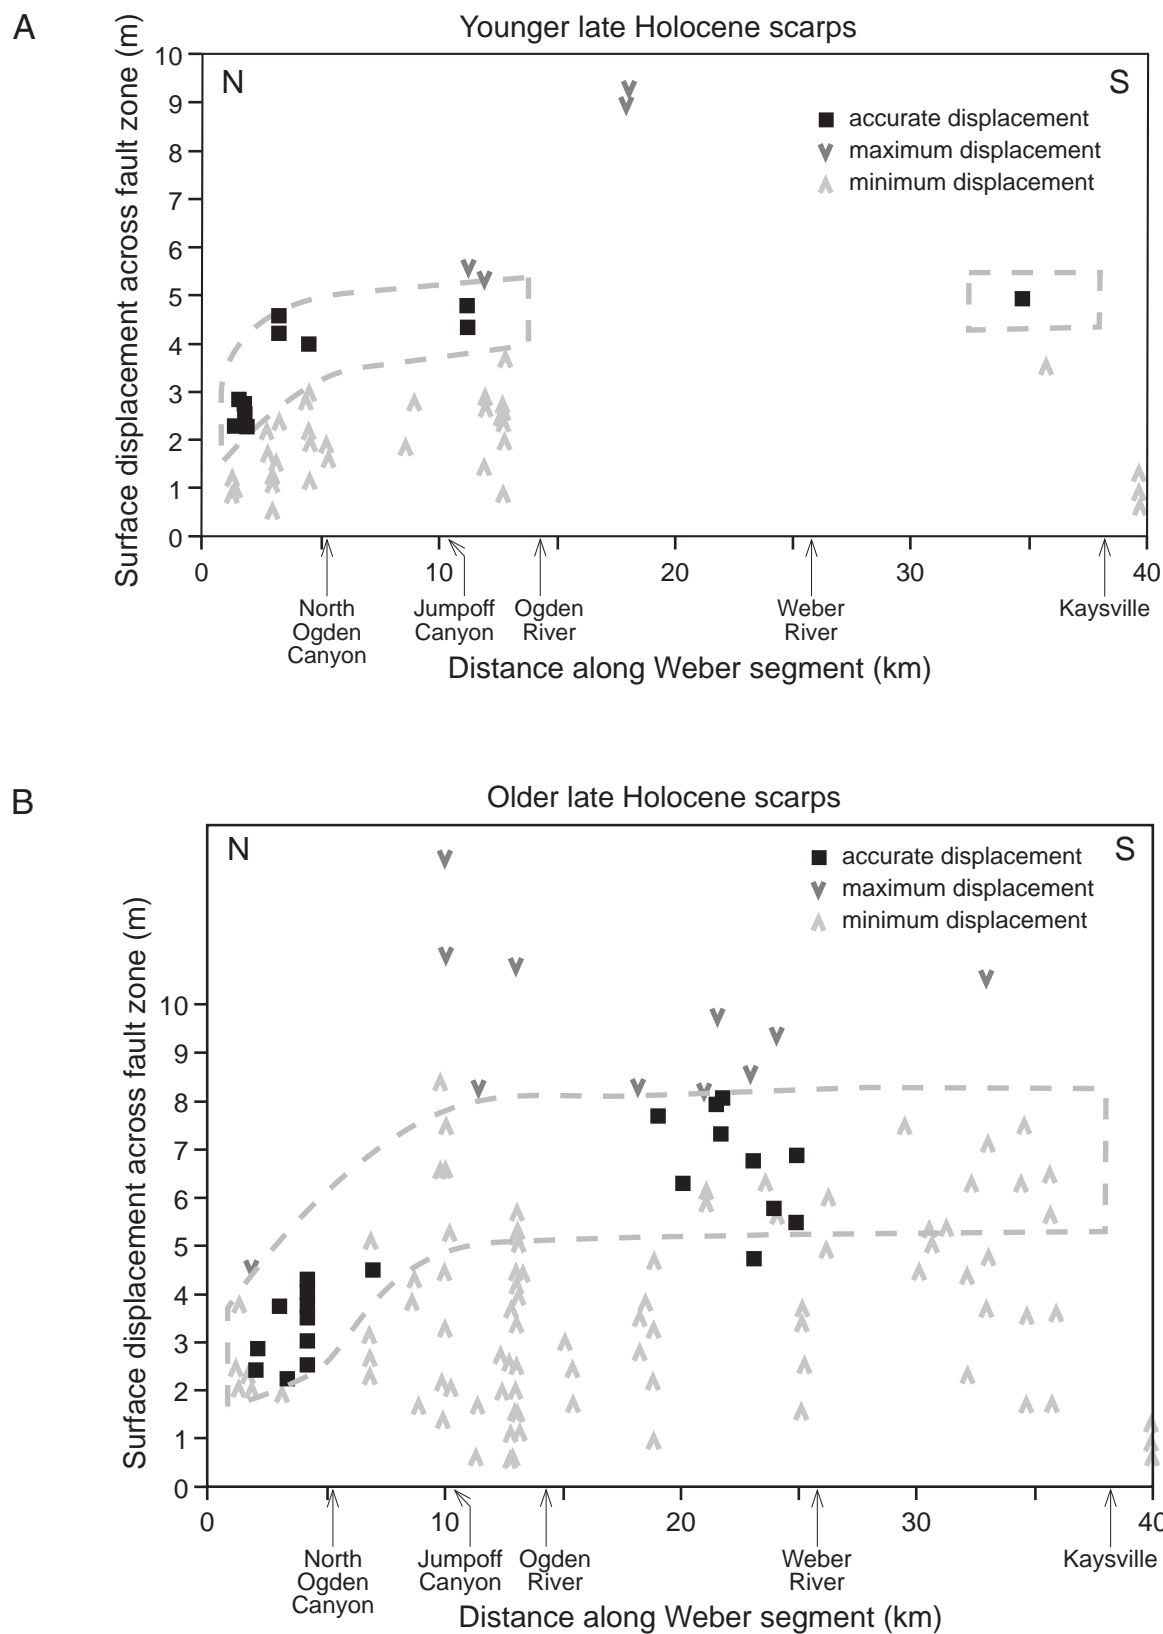 A
Younger late Holocene scarps
Surface displacement across fault zone (m)
10
9
8
7
6
5
4
3
2
1
0
N
S
accurate displacement
maximum displacement
minimum displacement
0
10
20
30
40
North
Ogden
Canyon
Jumpoff
Canyon
Ogden
River
Weber
River
Kaysville
Distance along Weber segment (km)
B
Older late Holocene scarps
Surface displacement across fault zone (m)
N
S
accurate displacement
maximum displacement
minimum displacement
10
9
8
7
6
5
4
3
2
1
0
0
10
20
30
40
North
Ogden
Canyon
Jumpoff
Canyon
Ogden
River
Weber
River
Kaysville
Distance along Weber segment (km)